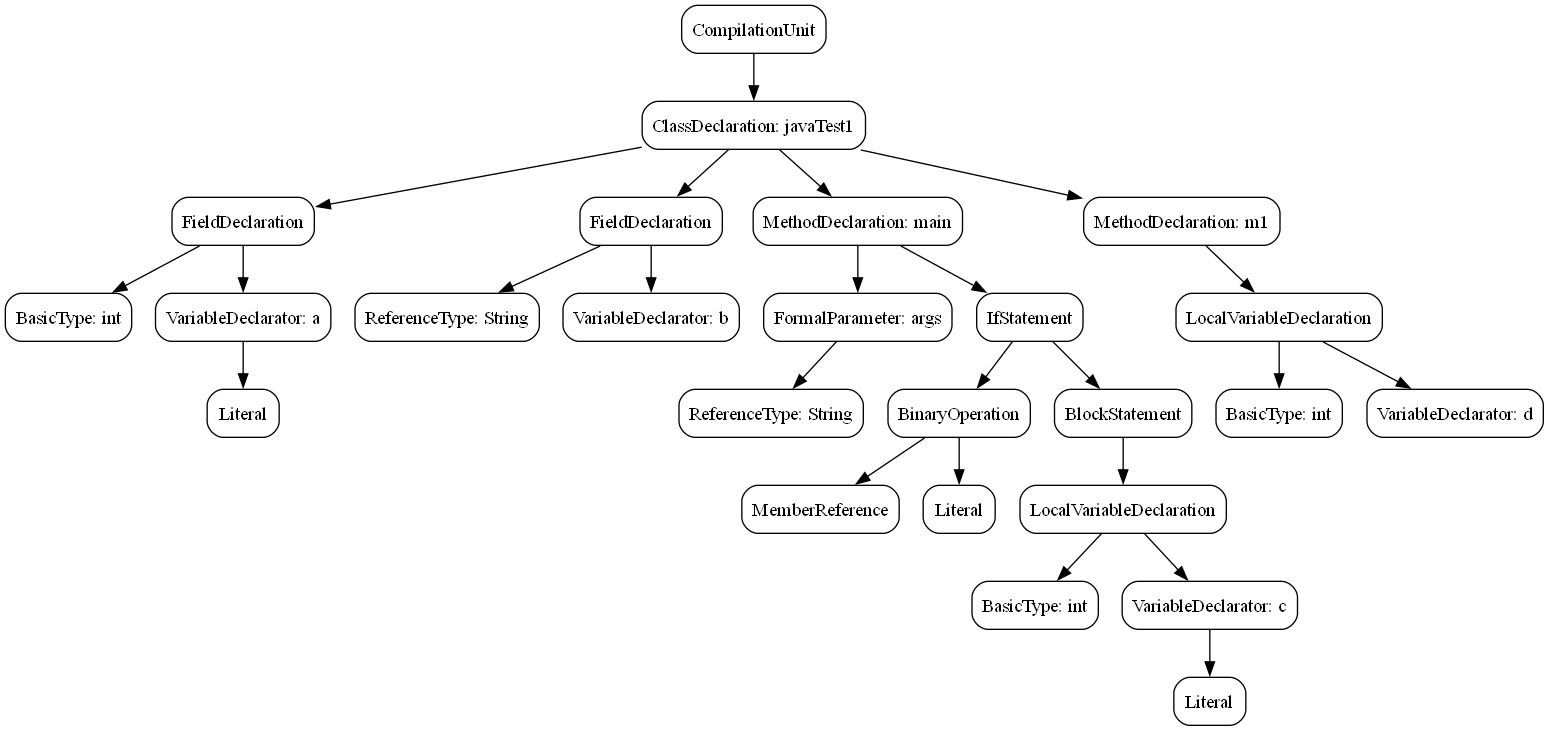 CompilationUnit
ClassDeclaration: javaTest1
FieldDeclaration
FieldDeclaration
MethodDeclaration: main
MethodDeclaration: m1
BasicType: int
VariableDeclarator: a
ReferenceType: String
VariableDeclarator: b
FormalParameter: args
IfStatement
LocalVariableDeclaration
Literal
ReferenceType: String
BinaryOperation
BlockStatement
BasicType: int
VariableDeclarator: d
MemberReference
Literal
LocalVariableDeclaration
BasicType: int
VariableDeclarator: c
Literal